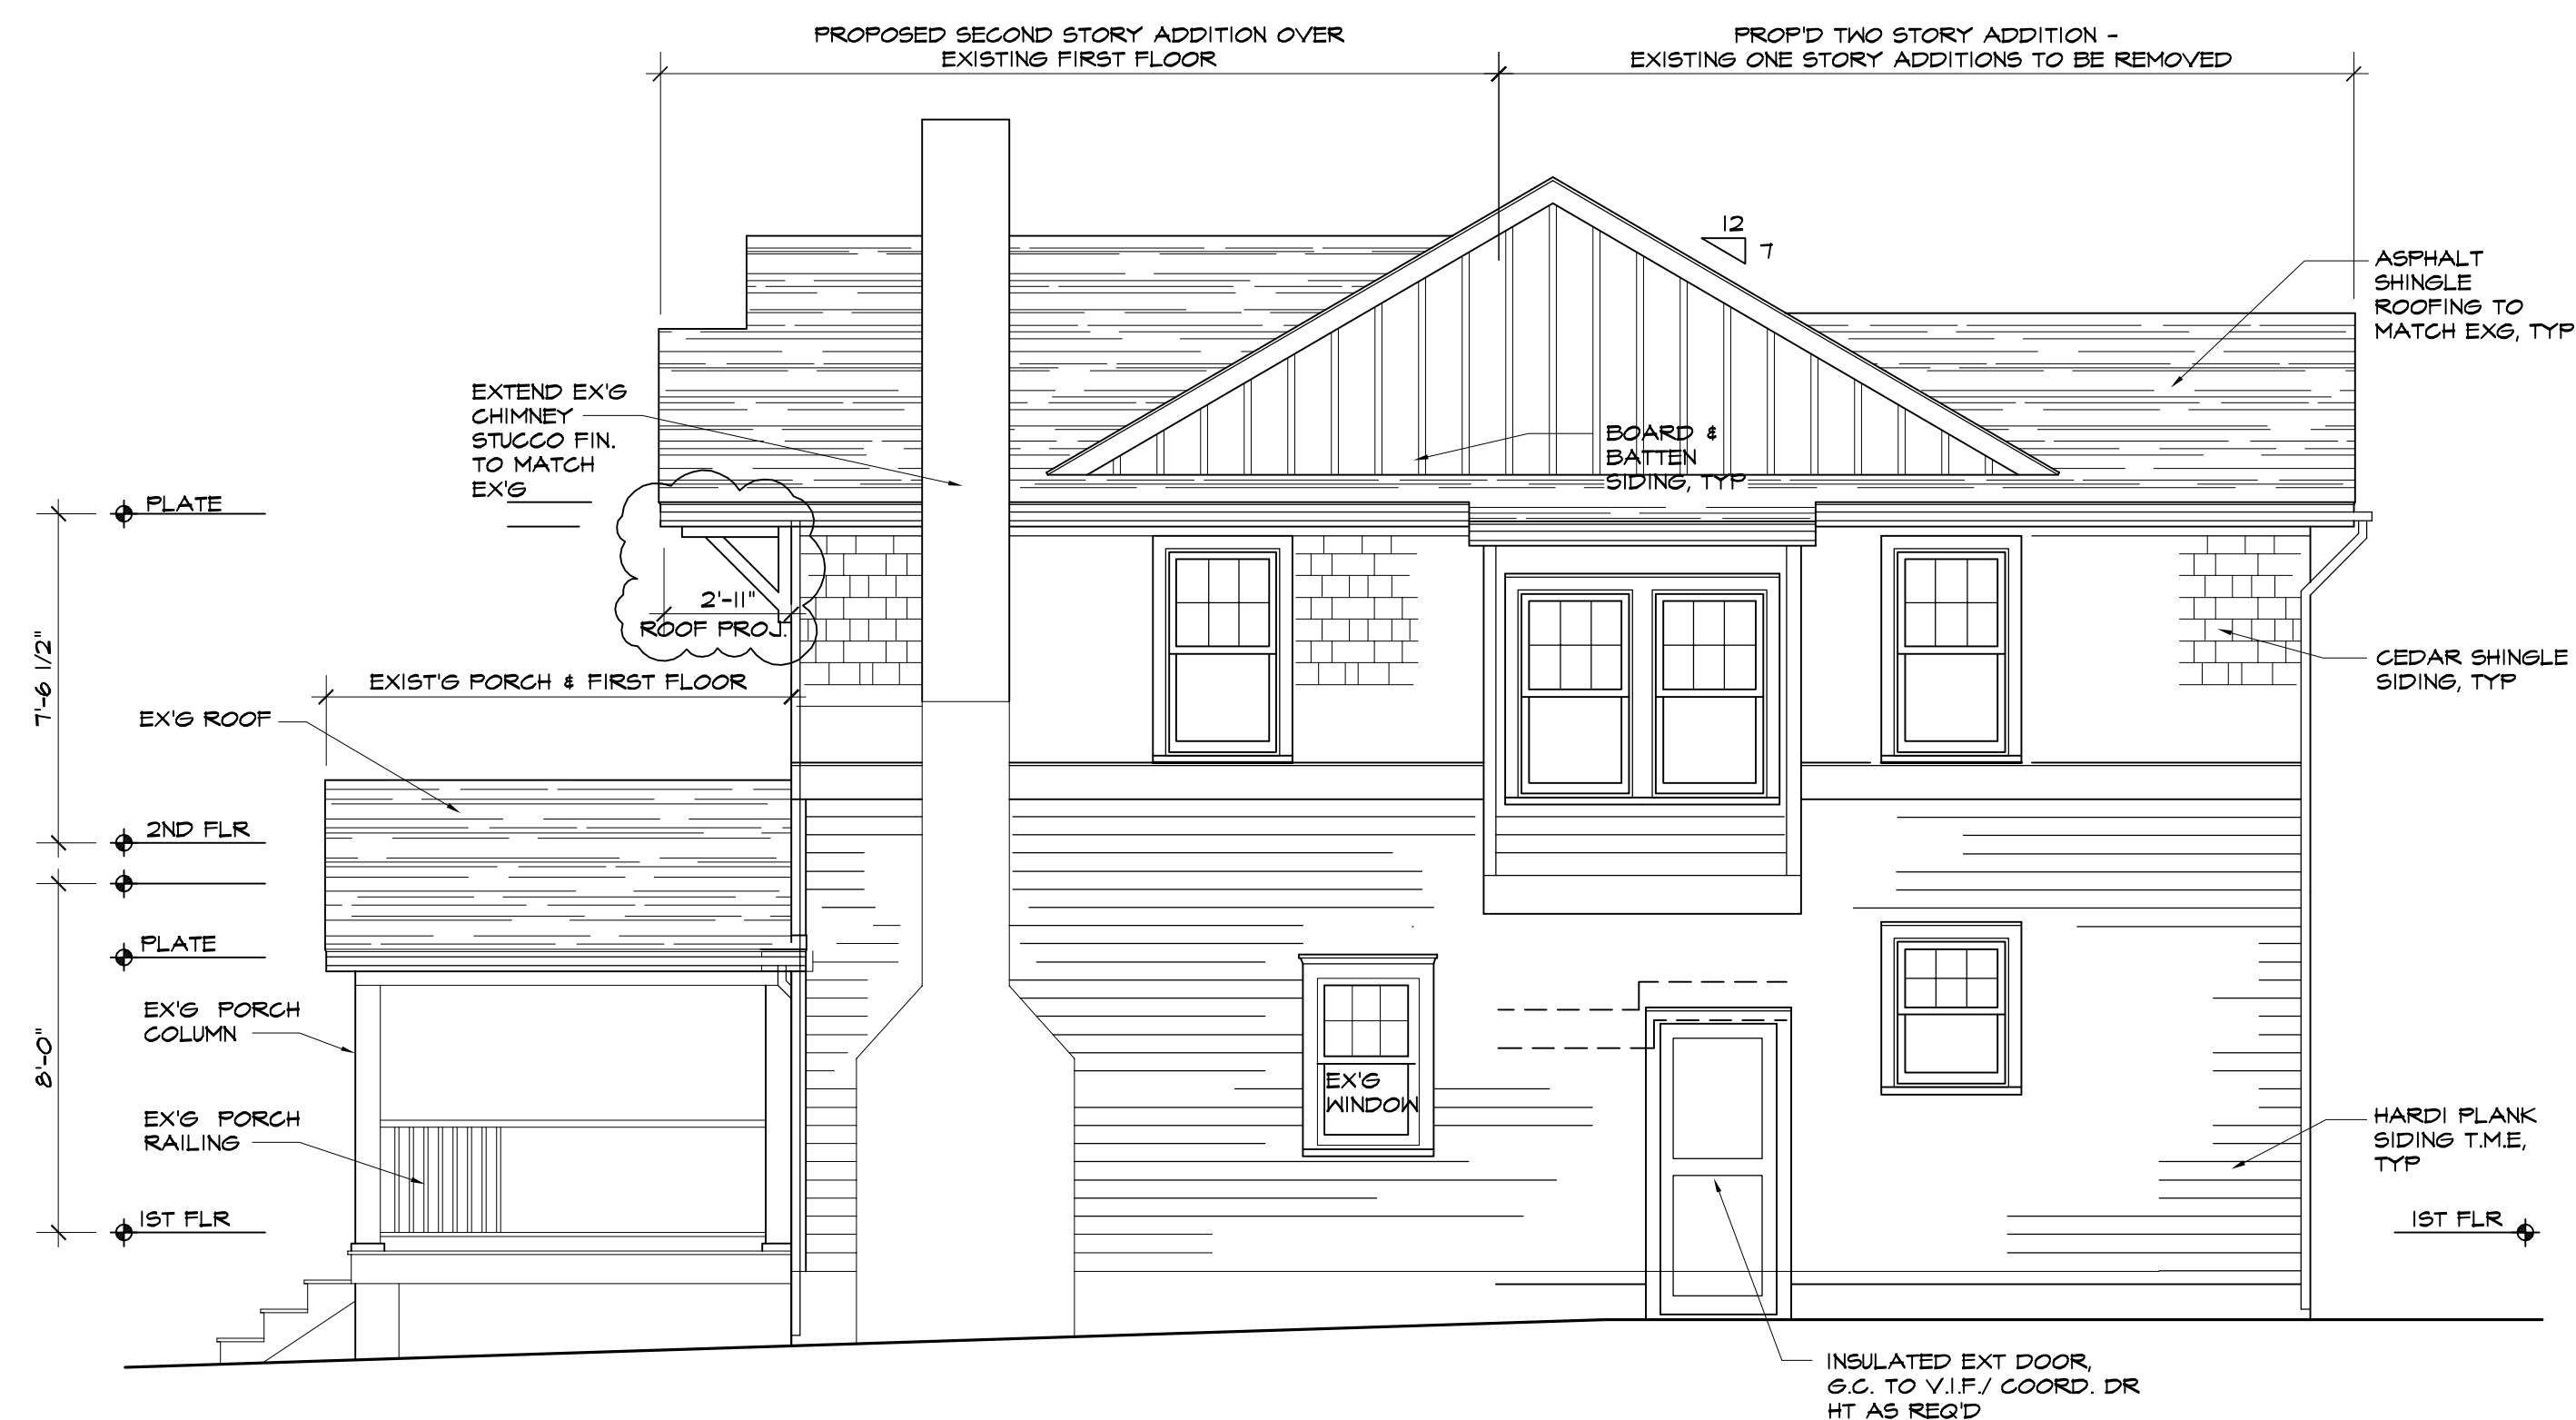 PROPOSED SECOND STORY ADDITION OVER
EXISTING FIRST FLOOR
PROP'D TWO STORY ADDITION -
EXISTING ONE STORY ADDITIONS TO BE REMOVED
12
7
ASPHALT
SHINGLE
ROOFING TO
MATCH EXG, TYP
EXTEND EX'G
CHIMNEY
STUCCO FIN.
TO MATCH
EX'G
BOARD &
BATTEN
SIDING, TYP
PLATE
2'-11"
ROOF PROJ.
7'-6 1/2"
EXIST'G PORCH & FIRST FLOOR
CEDAR SHINGLE
SIDING, TYP
EX'G ROOF
2ND FLR
PLATE
EX'G PORCH
COLUMN
8'-0"
EX'G
WINDOW
EX'G PORCH
RAILING
HARDI PLANK
SIDING T.M.E,
TYP
1ST FLR
1ST FLR
INSULATED EXT DOOR,
G.C. TO V.I.F./ COORD. DR
HT AS REQ'D